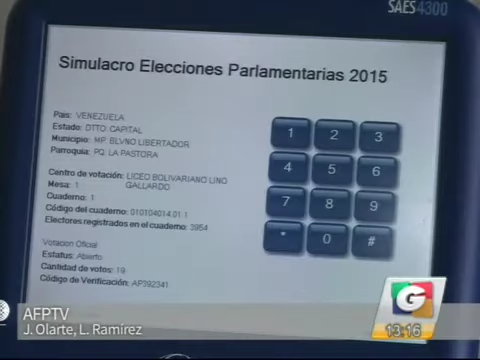 SAES4300
Simulacro Elecciones Parlamentarias 2015
País: VENEZUELA
Estado: DTTO. CAPITAL
Municipio: MP. BLVNO LIBERTADOR
Parroquia: PQ. LA PASTORA
Centro de votación: LICEO BOLIVARIANO LINO
GALLARDO
Mesa: 1
Cuaderno: 1
Código del cuaderno: 010104014.01.1
Electores registrados en el cuaderno: 3954
Votación Oficial
Estatus: Abierto
Cantidad de votos: 19
Código de Verificación: AP392341
1 2 3
4 5 6
7 8 9
* 0 #
AFPTV
J. Olarte, L. Ramírez
G
13:16